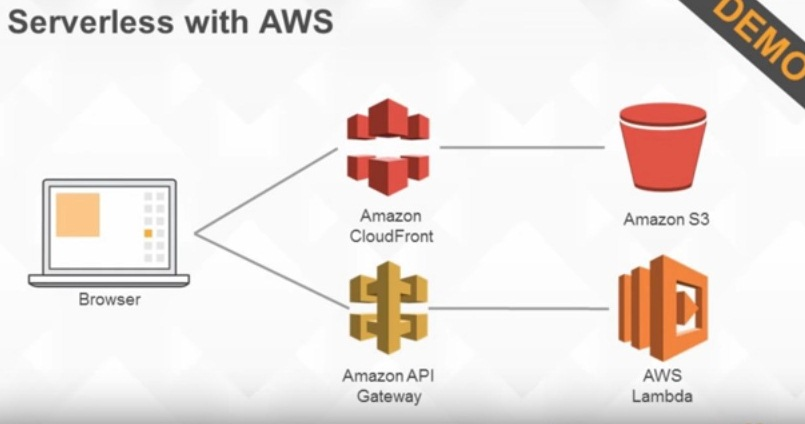 Serverless with AWS
DEMO
Amazon
CloudFront
Amazon S3
Browser
Amazon API
Gateway
AWS
Lambda